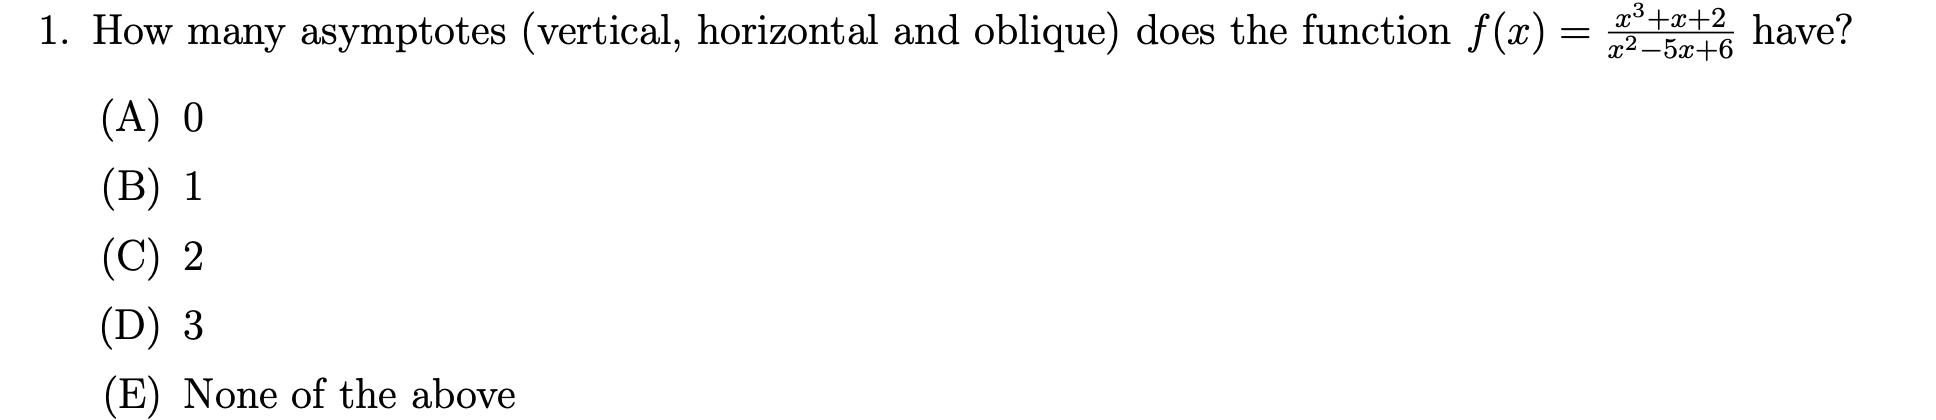 1. How many asymptotes (vertical, horizontal and oblique) does the function $f(x) = \frac{x^3+x+2}{x^2-5x+6}$ have?
(A) 0
(B) 1
(C) 2
(D) 3
(E) None of the above